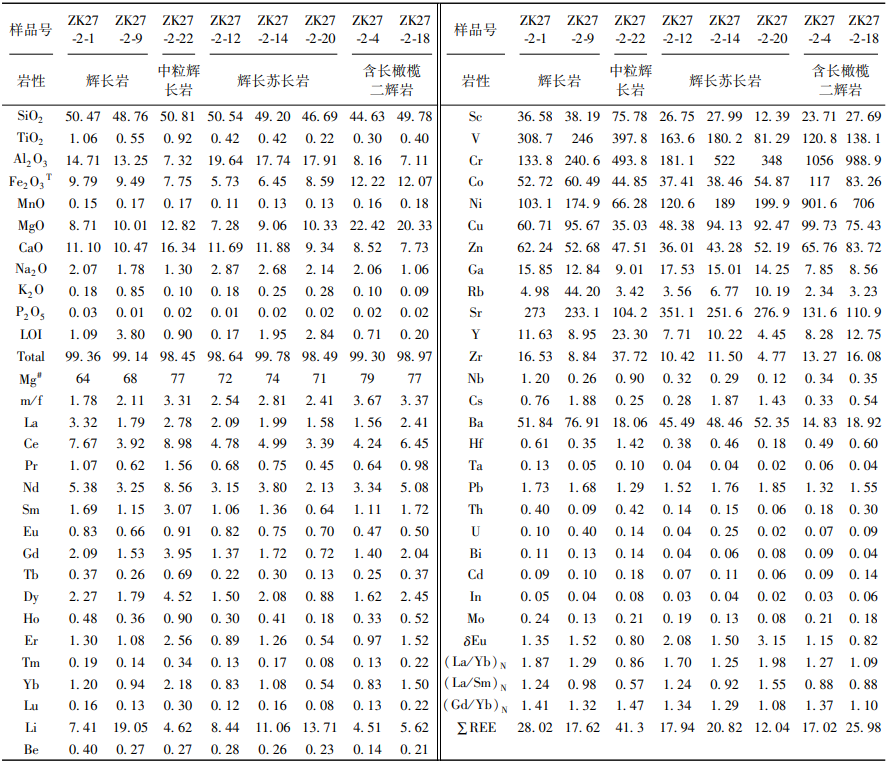 样品号 ZK27-2-1 ZK27-2-9 ZK27-2-22 ZK27-2-12 ZK27-2-14 ZK27-2-20 ZK27-2-4 ZK27-2-18 样品号 ZK27-2-1 ZK27-2-9 ZK27-2-22 ZK27-2-12 ZK27-2-14 ZK27-2-20 ZK27-2-4 ZK27-2-18
岩性 辉长岩 中粒辉长岩 辉长苏长岩 含长橄榄二辉岩 岩性 辉长岩 中粒辉长岩 辉长苏长岩 含长橄榄二辉岩
SiO₂ 50.47 48.76 50.81 50.54 49.20 46.69 44.63 49.78 Sc 36.58 38.19 75.78 26.75 27.99 12.39 23.71 27.69
TiO₂ 1.06 0.55 0.92 0.42 0.42 0.22 0.30 0.40 V 308.7 246 397.8 163.6 180.2 81.29 120.8 138.1
Al₂O₃ 14.71 13.25 7.32 19.64 17.74 17.91 8.16 7.11 Cr 133.8 240.6 493.8 181.1 522 348 1056 988.9
Fe₂O₃ᵀ 9.79 9.49 7.75 5.73 6.45 8.59 12.22 12.07 Co 52.72 60.49 44.85 37.41 38.46 54.87 117 83.26
MnO 0.15 0.17 0.17 0.11 0.13 0.13 0.16 0.18 Ni 103.1 174.9 66.28 120.6 189 199.9 901.6 706
MgO 8.71 10.01 12.82 7.28 9.06 10.33 22.42 20.33 Cu 60.71 95.67 35.03 48.38 94.13 92.47 99.73 75.43
CaO 11.10 10.47 16.34 11.69 11.88 9.34 8.52 7.73 Zn 62.24 52.68 47.51 36.01 43.28 52.19 65.76 83.72
Na₂O 2.07 1.78 1.30 2.87 2.68 2.14 2.06 1.06 Ga 15.85 12.84 9.01 17.53 15.01 14.25 7.85 8.56
K₂O 0.18 0.85 0.10 0.18 0.25 0.28 0.10 0.09 Rb 4.98 44.20 3.42 3.56 6.77 10.19 2.34 3.23
P₂O₅ 0.03 0.01 0.02 0.01 0.02 0.02 0.02 0.02 Sr 273 233.1 104.2 351.1 251.6 276.9 131.6 110.9
LOI 1.09 3.80 0.90 0.17 1.95 2.84 0.71 0.20 Y 11.63 8.95 23.30 7.71 10.22 4.45 8.28 12.75
Total 99.36 99.14 98.45 98.64 99.78 98.49 99.30 98.97 Zr 16.53 8.84 37.72 10.42 11.50 4.77 13.27 16.08
Mg# 64 68 77 72 74 71 79 77 Nb 1.20 0.26 0.90 0.32 0.29 0.12 0.34 0.35
m/f 1.78 2.11 3.31 2.54 2.81 2.41 3.67 3.37 Cs 0.76 1.88 0.25 0.28 1.87 1.43 0.33 0.54
La 3.32 1.79 2.78 2.09 1.99 1.58 1.56 2.41 Ba 51.84 76.91 18.06 45.49 48.46 52.35 14.83 18.92
Ce 7.67 3.92 8.98 4.78 4.99 3.39 4.24 6.45 Hf 0.61 0.35 1.42 0.38 0.46 0.18 0.49 0.60
Pr 1.07 0.62 1.56 0.68 0.75 0.45 0.64 0.98 Ta 0.13 0.05 0.10 0.04 0.04 0.02 0.06 0.04
Nd 5.38 3.25 8.56 3.15 3.80 2.13 3.34 5.08 Pb 1.73 1.68 1.29 1.52 1.76 1.85 1.32 1.55
Sm 1.69 1.15 3.07 1.06 1.36 0.64 1.11 1.72 Th 0.40 0.09 0.42 0.14 0.15 0.06 0.18 0.30
Eu 0.83 0.66 0.91 0.82 0.75 0.70 0.47 0.50 U 0.10 0.40 0.14 0.04 0.25 0.02 0.07 0.09
Gd 2.09 1.53 3.95 1.37 1.72 0.72 1.40 2.04 Bi 0.11 0.13 0.14 0.04 0.06 0.08 0.09 0.04
Tb 0.37 0.26 0.69 0.22 0.30 0.13 0.25 0.37 Cd 0.09 0.10 0.18 0.07 0.11 0.06 0.09 0.14
Dy 2.27 1.79 4.52 1.50 2.08 0.88 1.62 2.45 In 0.05 0.04 0.08 0.03 0.04 0.02 0.03 0.06
Ho 0.48 0.36 0.90 0.30 0.41 0.18 0.33 0.52 Mo 0.24 0.13 0.21 0.19 0.13 0.08 0.21 0.18
Er 1.30 1.08 2.56 0.89 1.26 0.54 0.97 1.52 δEu 1.35 1.52 0.80 2.08 1.50 3.15 1.15 0.82
Tm 0.19 0.14 0.34 0.13 0.17 0.08 0.13 0.22 (La/Yb)N 1.87 1.29 0.86 1.70 1.25 1.98 1.27 1.09
Yb 1.20 0.94 2.18 0.83 1.08 0.54 0.83 1.50 (La/Sm)N 1.24 0.98 0.57 1.24 0.92 1.55 0.88 0.88
Lu 0.16 0.13 0.30 0.12 0.16 0.08 0.13 0.22 (Gd/Yb)N 1.41 1.32 1.47 1.34 1.29 1.08 1.37 1.10
Li 7.41 19.05 4.62 8.44 11.06 13.71 4.51 5.62 ∑REE 28.02 17.62 41.3 17.94 20.82 12.04 17.02 25.98
Be 0.40 0.27 0.27 0.28 0.26 0.23 0.14 0.21